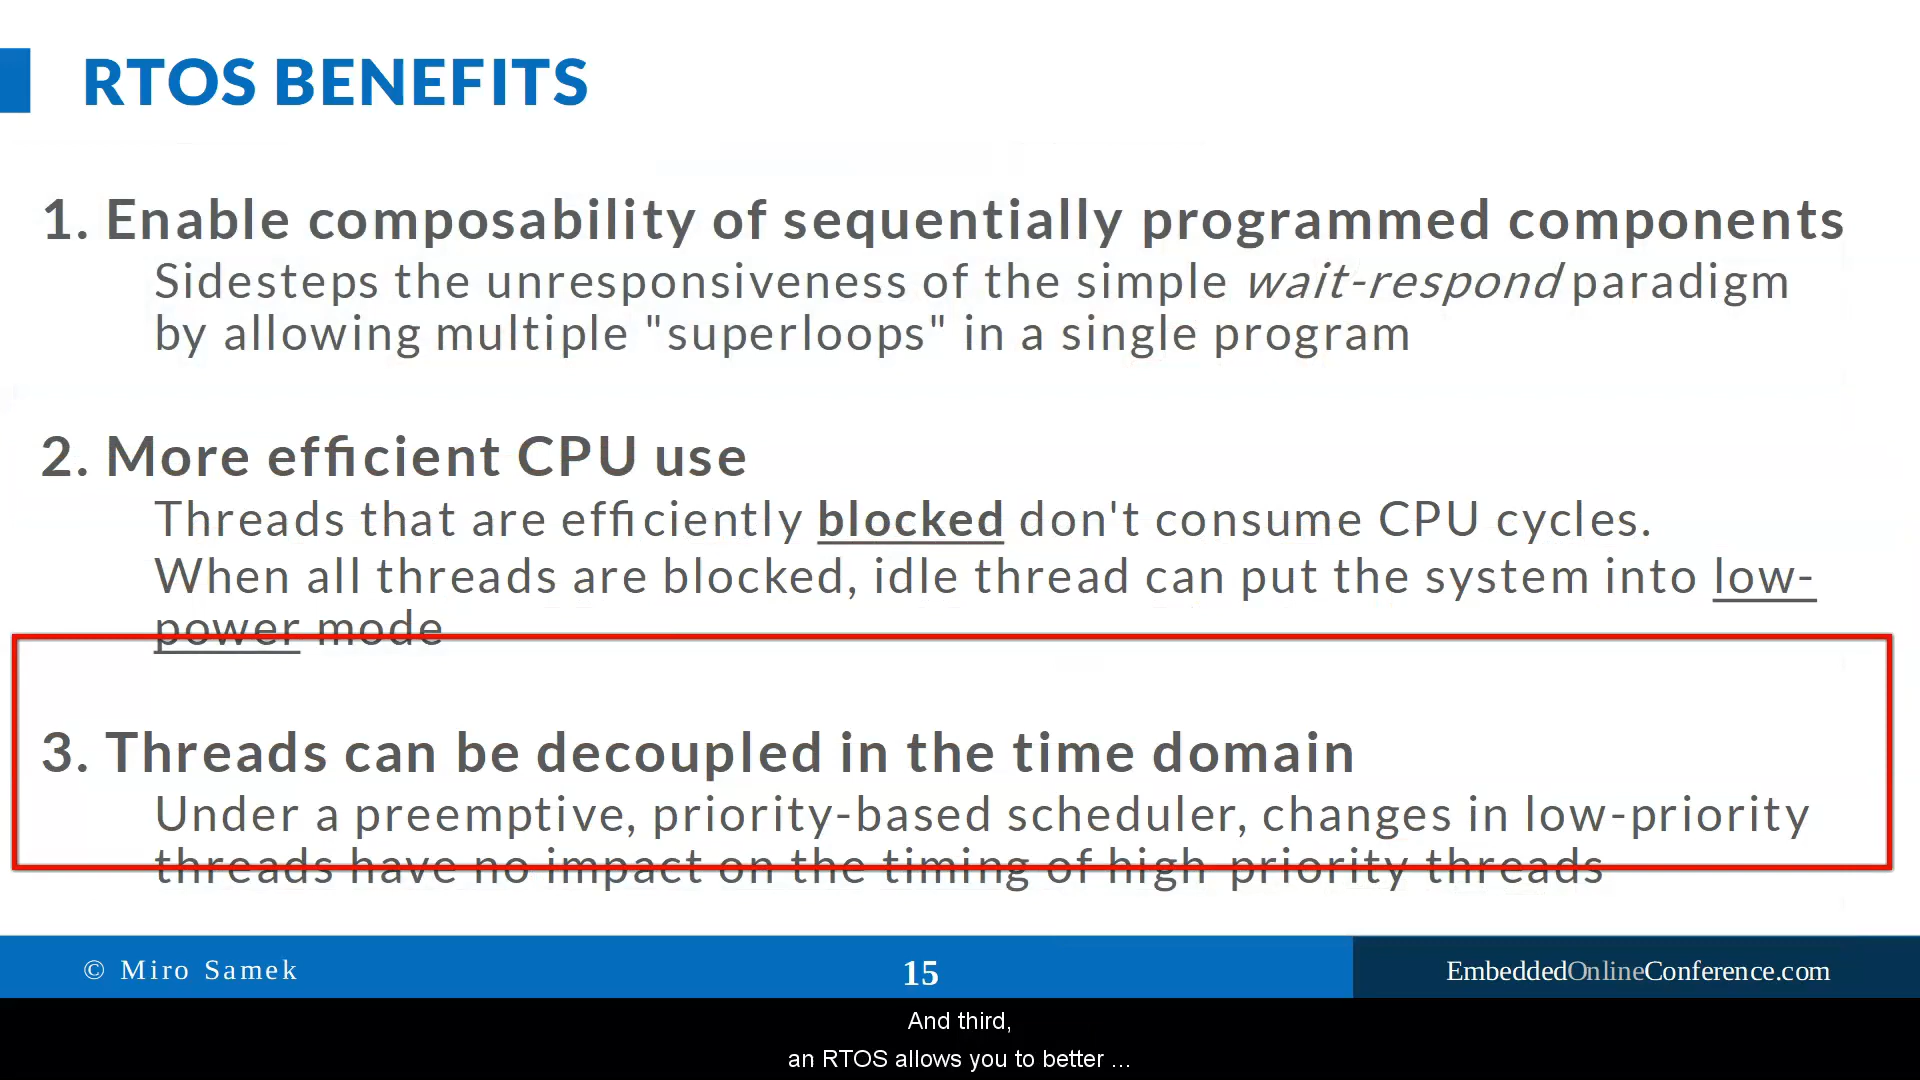 RTOS BENEFITS
1. Enable composability of sequentially programmed components
Sidesteps the unresponsiveness of the simple wait-respond paradigm
by allowing multiple "superloops" in a single program
2. More efficient CPU use
Threads that are efficiently blocked don't consume CPU cycles.
When all threads are blocked, idle thread can put the system into low-
power mode
3. Threads can be decoupled in the time domain
Under a preemptive, priority-based scheduler, changes in low-priority
threads have no impact on the timing of high-priority threads
© Miro Samek
15
EmbeddedOnlineConference.com
And third,
an RTOS allows you to better ...